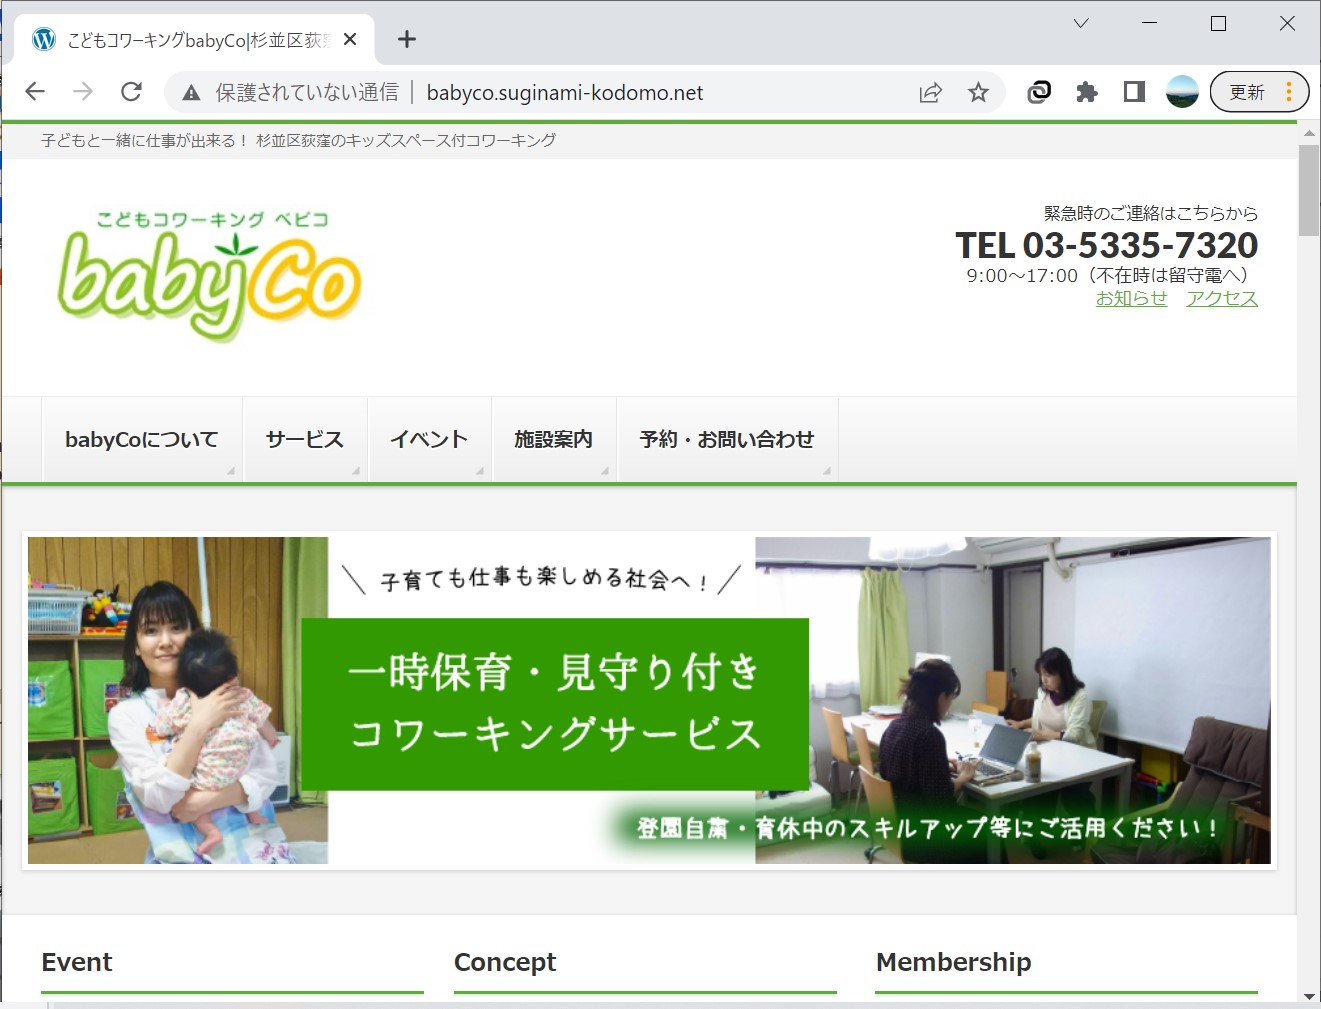 こどもコワーキングbabyCo|杉並区荻窪
保護されていない通信
babyco.suginami-kodomo.net
更新
子どもと一緒に仕事が出来る！ 杉並区荻窪のキッズスペース付コワーキング
こどもコワーキング ベビコ
babyCo
緊急時のご連絡はこちらから
TEL 03-5335-7320
9:00～17:00（不在時は留守電へ）
お知らせ アクセス
babyCoについて サービス イベント 施設案内 予約・お問い合わせ
子育ても仕事も楽しめる社会へ！
一時保育・見守り付き
コワーキングサービス
登園自粛・育休中のスキルアップ等にご活用ください！
Event Concept Membership